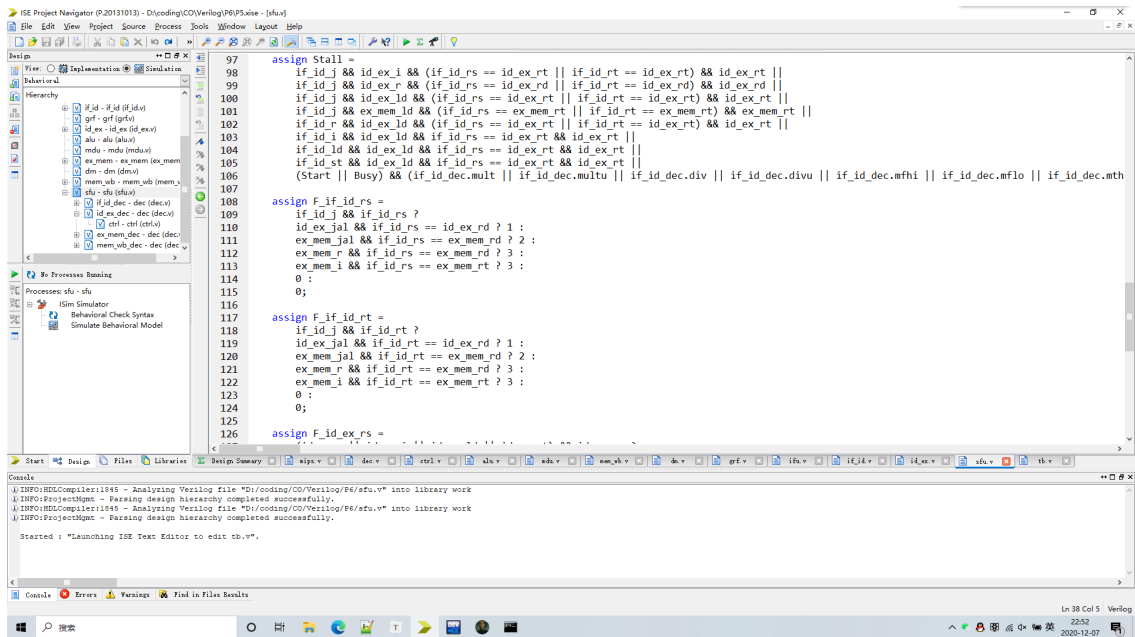 ISE Project Navigator (P.20131013) - D:\coding\CO\Verilog\P6\P5.xise - [sfu.v]
File Edit View Project Source Process Tools Window Layout Help
Design
View: Implementation Simulation
Behavioral
Hierarchy
if_id - if_id (if_id.v)
grf - grf (grf.v)
id_ex - id_ex (id_ex.v)
alu - alu (alu.v)
mdu - mdu (mdu.v)
ex_mem - ex_mem (ex_mem
dm - dm (dm.v)
mem_wb - mem_wb (mem_v
sfu - sfu (sfu.v)
if_id_dec - dec (dec.v)
id_ex_dec - dec (dec.v)
ctrl - ctrl (ctrl.v)
ex_mem_dec - dec (dec.v
mem_wb_dec - dec (dec
No Processes Running
Processes: sfu - sfu
ISim Simulator
Behavioral Check Syntax
Simulate Behavioral Model
97 assign Stall =
98 if_id_j && id_ex_i && (if_id_rs == id_ex_rt || if_id_rt == id_ex_rt) && id_ex_rt ||
99 if_id_j && id_ex_r && (if_id_rs == id_ex_rd || if_id_rt == id_ex_rd) && id_ex_rd ||
100 if_id_j && id_ex_ld && (if_id_rs == id_ex_rt || if_id_rt == id_ex_rt) && id_ex_rt ||
101 if_id_j && ex_mem_ld && (if_id_rs == ex_mem_rt || if_id_rt == ex_mem_rt) && ex_mem_rt ||
102 if_id_r && id_ex_ld && (if_id_rs == id_ex_rt || if_id_rt == id_ex_rt) && id_ex_rt ||
103 if_id_i && id_ex_ld && if_id_rs == id_ex_rt && id_ex_rt ||
104 if_id_ld && id_ex_ld && if_id_rs == id_ex_rt && id_ex_rt ||
105 if_id_st && id_ex_ld && if_id_rs == id_ex_rt && id_ex_rt ||
106 (Start || Busy) && (if_id_dec.mult || if_id_dec.multu || if_id_dec.div || if_id_dec.divu || if_id_dec.mfhi || if_id_dec.mflo || if_id_dec.mth
107
108 assign F_if_id_rs =
109 if_id_j && if_id_rs ?
110 id_ex_jal && if_id_rs == id_ex_rd ? 1 :
111 ex_mem_jal && if_id_rs == ex_mem_rd ? 2 :
112 ex_mem_r && if_id_rs == ex_mem_rd ? 3 :
113 ex_mem_i && if_id_rs == ex_mem_rt ? 3 :
114 0 :
115 0;
116
117 assign F_if_id_rt =
118 if_id_j && if_id_rt ?
119 id_ex_jal && if_id_rt == id_ex_rd ? 1 :
120 ex_mem_jal && if_id_rt == ex_mem_rd ? 2 :
121 ex_mem_r && if_id_rt == ex_mem_rd ? 3 :
122 ex_mem_i && if_id_rt == ex_mem_rt ? 3 :
123 0 :
124 0;
125
126 assign F_id_ex_rs =
Start Design Files Libraries Design Summary mips.v dec.v ctrl.v alu.v mdu.v mem_wb.v dm.v grf.v ifu.v if_id.v id_ex.v sfu.v tb.v
Console
INFO:HDLCompiler:1845 - Analyzing Verilog file "D:/coding/CO/Verilog/P6/sfu.v" into library work
INFO:ProjectMgmt - Parsing design hierarchy completed successfully.
INFO:HDLCompiler:1845 - Analyzing Verilog file "D:/coding/CO/Verilog/P6/sfu.v" into library work
INFO:ProjectMgmt - Parsing design hierarchy completed successfully.
Started : "Launching ISE Text Editor to edit tb.v".
Console Errors Warnings Find in Files Results
Ln 38 Col 5 Verilog
搜索
英
22:52
2020-12-07